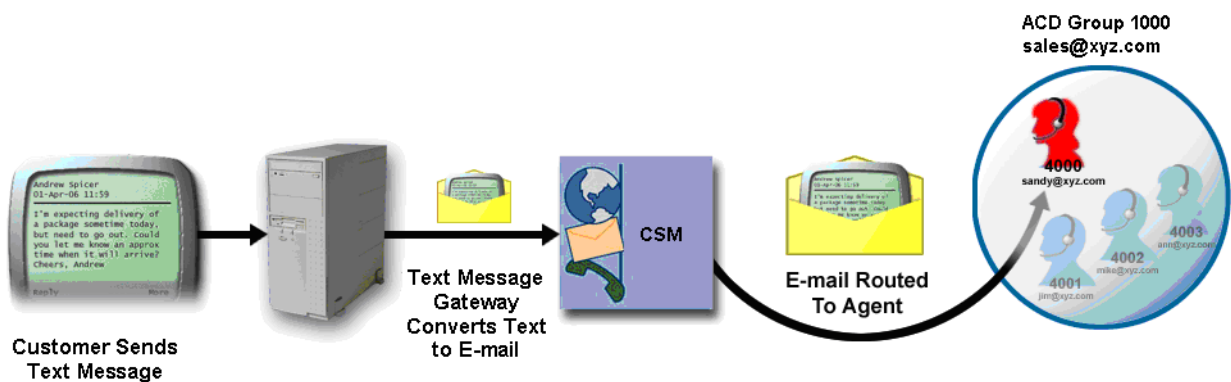 ACD Group 1000
sales@xyz.com
4000
sandy@xyz.com
4003
ann@xyz.com
4002
mike@xyz.com
4001
jim@xyz.com
Andrew Spicer
01-Apr-06 11:59
I'm expecting delivery of
a package sometime today,
but need to go out. Could
you let me know an approx
time when it will arrive?
Cheers, Andrew
Reply More
Customer Sends
Text Message
Text Message
Gateway
Converts Text
to E-mail
CSM
E-mail Routed
To Agent